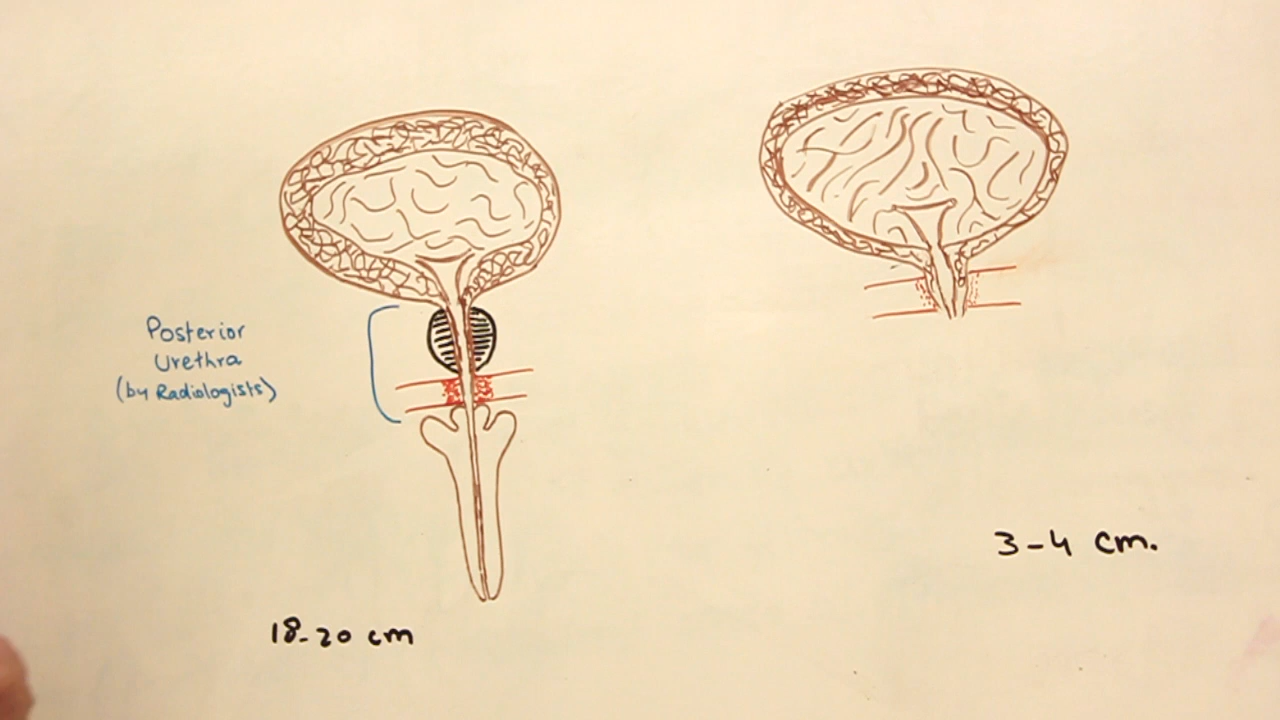 Posterior
Urethra
(by Radiologists)
3-4 cm.
18-20 cm